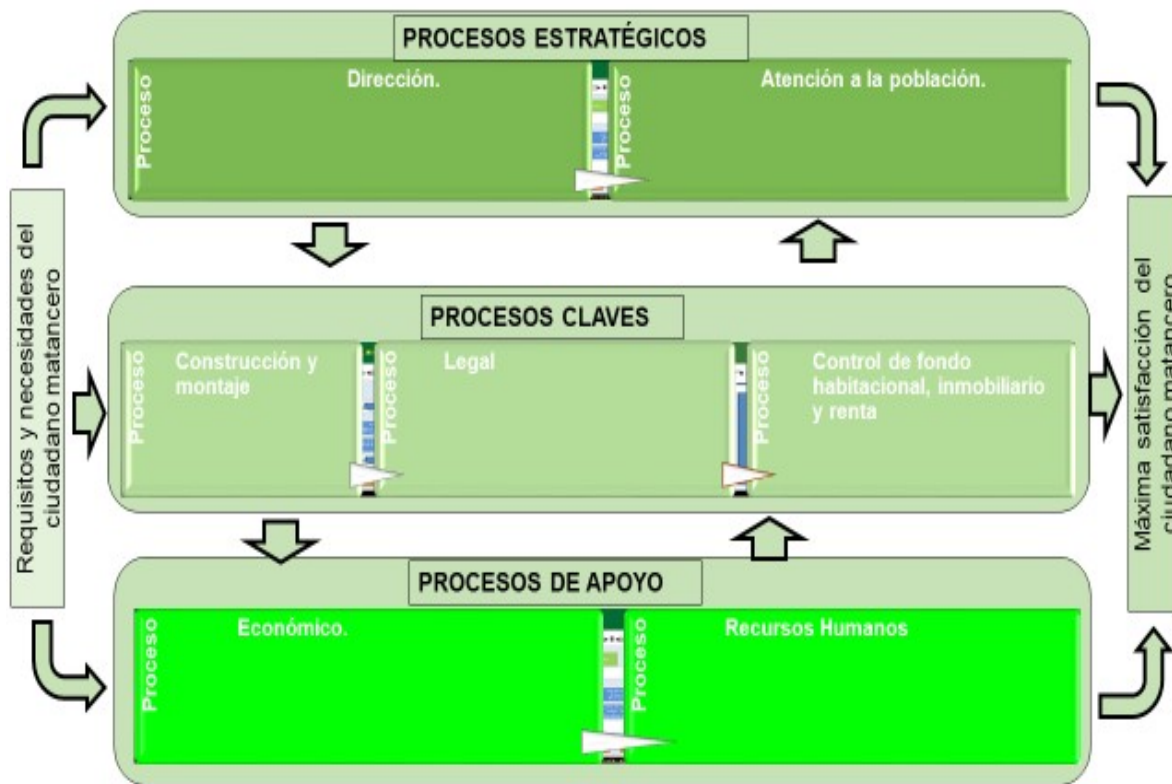 PROCESOS ESTRATÉGICOS
Proceso
Dirección.
Proceso
Atención a la población.
Requisitos y necesidades del
ciudadano matancero
PROCESOS CLAVES
Proceso
Construcción y
montaje
Proceso
Legal
Proceso
Control de fondo
habitacional, inmobiliario
y renta
Máxima satisfacción del
ciudadano matancero
PROCESOS DE APOYO
Proceso
Económico.
Proceso
Recursos Humanos